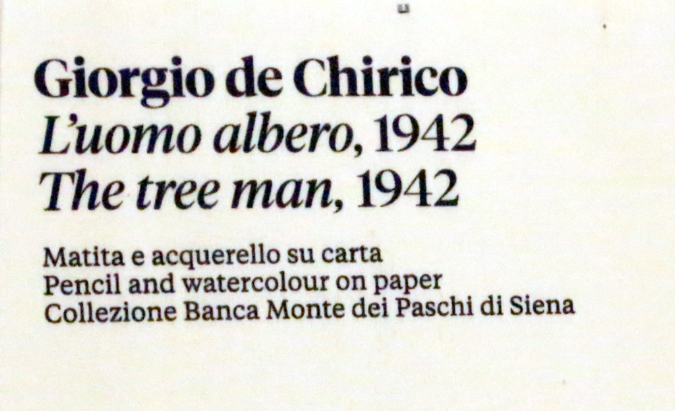 Giorgio de Chirico
L'uomo albero, 1942
The tree man, 1942
Matita e acquerello su carta
Pencil and watercolour on paper
Collezione Banca Monte dei Paschi di Siena